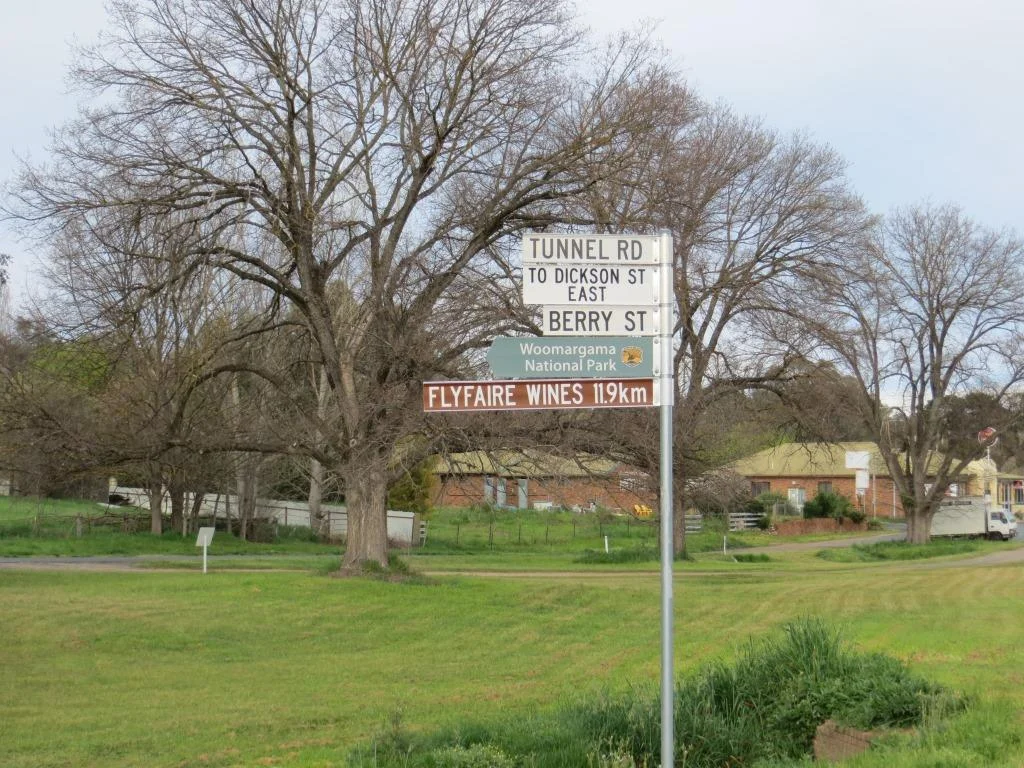 TUNNEL RD
TO DICKSON ST
EAST
BERRY ST
Woomargama
National Park
FLYFAIRE WINES 11.9km